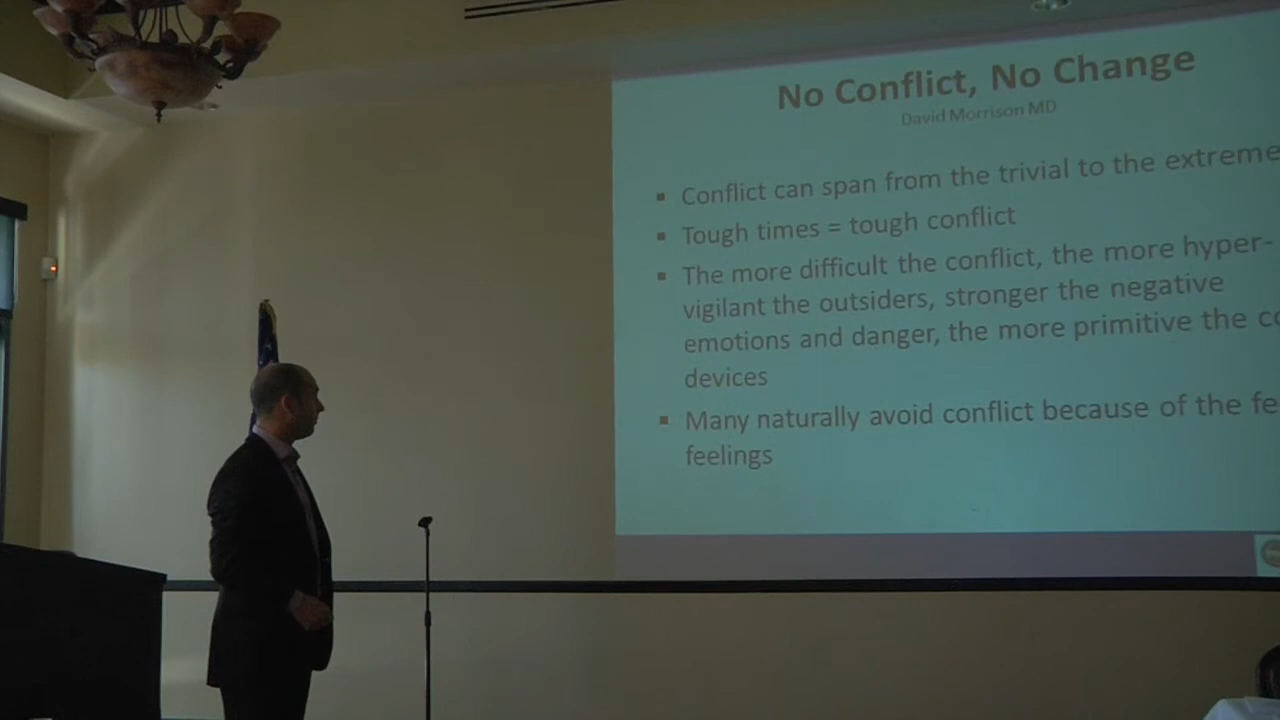 No Conflict, No Change
David Morrison MD
▪ Conflict can span from the trivial to the extreme
▪ Tough times = tough conflict
▪ The more difficult the conflict, the more hyper-
vigilant the outsiders, stronger the negative
emotions and danger, the more primitive the
devices
▪ Many naturally avoid conflict because of the
feelings